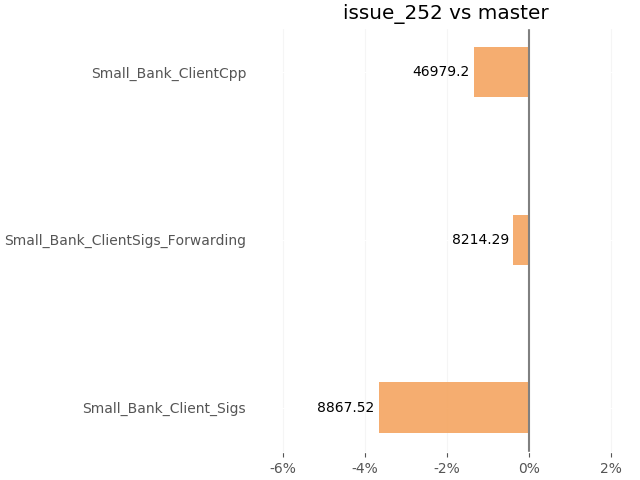 issue_252 vs master
Small_Bank_ClientCpp
46979.2
Small_Bank_ClientSigs_Forwarding
8214.29
Small_Bank_Client_Sigs
8867.52
-6%
-4%
-2%
0%
2%